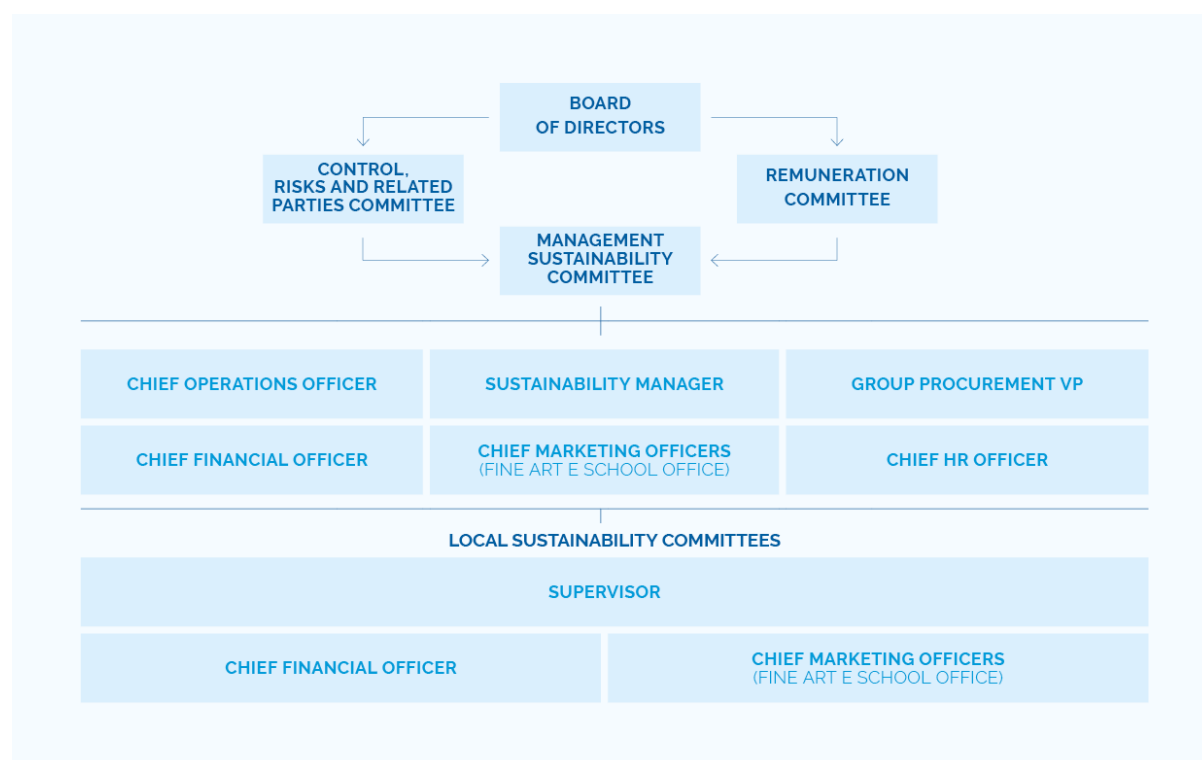 BOARD
OF DIRECTORS
CONTROL,
RISKS AND RELATED
PARTIES COMMITTEE
REMUNERATION
COMMITTEE
MANAGEMENT
SUSTAINABILITY
COMMITTEE
CHIEF OPERATIONS OFFICER
SUSTAINABILITY MANAGER
GROUP PROCUREMENT VP
CHIEF FINANCIAL OFFICER
CHIEF MARKETING OFFICERS
(FINE ART E SCHOOL OFFICE)
CHIEF HR OFFICER
LOCAL SUSTAINABILITY COMMITTEES
SUPERVISOR
CHIEF FINANCIAL OFFICER
CHIEF MARKETING OFFICERS
(FINE ART E SCHOOL OFFICE)